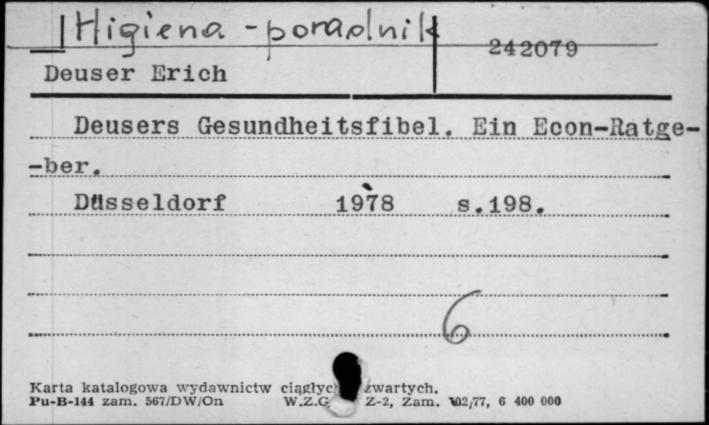 Higiena - poradnik
242079
Deuser Erich
Deusers Gesundheitsfibel. Ein Econ-Ratge-
-ber.
Düsseldorf 1978 s.198.
6
Karta katalogowa wydawnictw ciągłych zwartych.
Pu-B-144 zam. 567/DW/On W.Z.G. Z-2, Zam. 102/77, 6 400 000